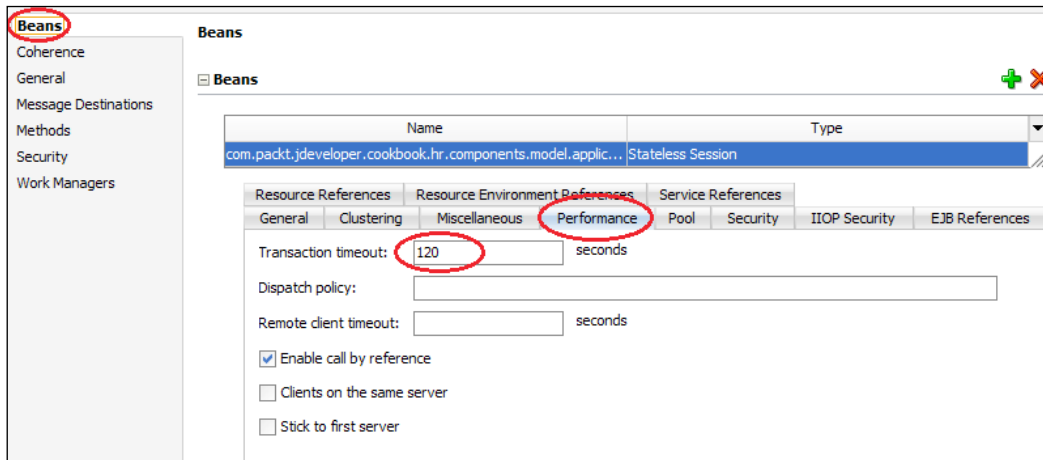 Beans
Coherence
General
Message Destinations
Methods
Security
Work Managers
Beans
Beans
Name Type
com.packt.jdeveloper.cookbook.hr.components.model.applic... Stateless Session
Resource References Resource Environment References Service References
General Clustering Miscellaneous Performance Pool Security IIOP Security EJB References
Transaction timeout: 120 seconds
Dispatch policy:
Remote client timeout: seconds
Enable call by reference
Clients on the same server
Stick to first server